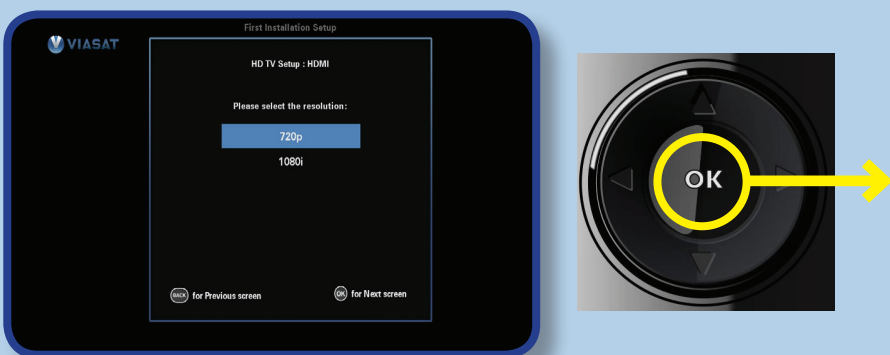 First Installation Setup
VIASAT
HD TV Setup : HDMI
Please select the resolution:
720p
1080i
BACK for Previous screen
OK for Next screen
OK